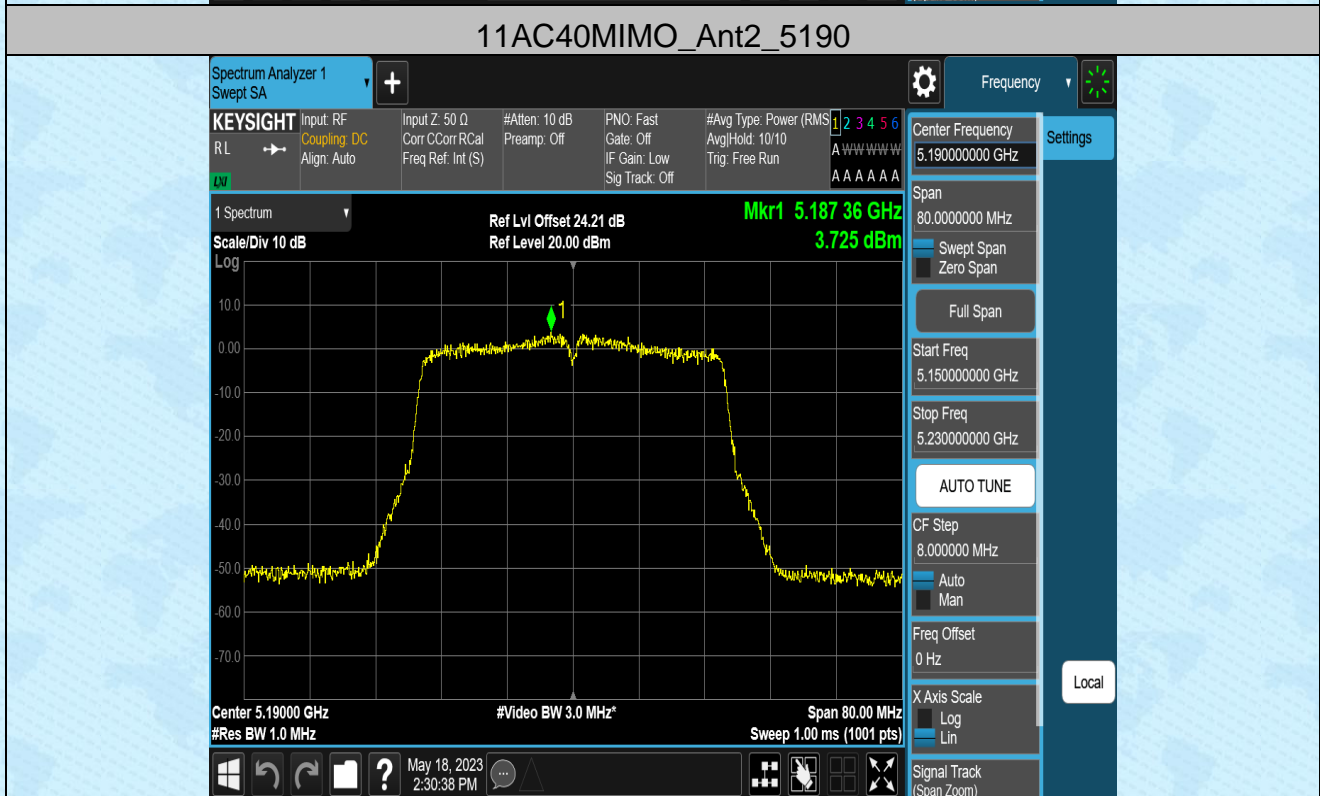 11AC40MIMO_Ant2_5190
Spectrum Analyzer 1
Swept SA
+
Frequency
KEYSIGHT
RL
LXI
Input: RF
Coupling: DC
Align: Auto
Input Z: 50 Ω
Corr CCorr RCal
Freq Ref: Int (S)
#Atten: 10 dB
Preamp: Off
PNO: Fast
Gate: Off
IF Gain: Low
Sig Track: Off
#Avg Type: Power (RMS
Avg|Hold: 10/10
Trig: Free Run
1 2 3 4 5 6
A W W W W W
A A A A A A
Center Frequency
5.190000000 GHz
Settings
1 Spectrum
Scale/Div 10 dB
Log
Ref Lvl Offset 24.21 dB
Ref Level 20.00 dBm
Mkr1 5.187 36 GHz
3.725 dBm
Span
80.0000000 MHz
Swept Span
Zero Span
Full Span
Start Freq
5.150000000 GHz
Stop Freq
5.230000000 GHz
AUTO TUNE
CF Step
8.000000 MHz
Auto
Man
Freq Offset
0 Hz
X Axis Scale
Log
Lin
Signal Track
(Span Zoom)
Local
1
10.0
0.00
-10.0
-20.0
-30.0
-40.0
-50.0
-60.0
-70.0
Center 5.19000 GHz
#Res BW 1.0 MHz
#Video BW 3.0 MHz*
Span 80.00 MHz
Sweep 1.00 ms (1001 pts)
?
May 18, 2023
2:30:38 PM